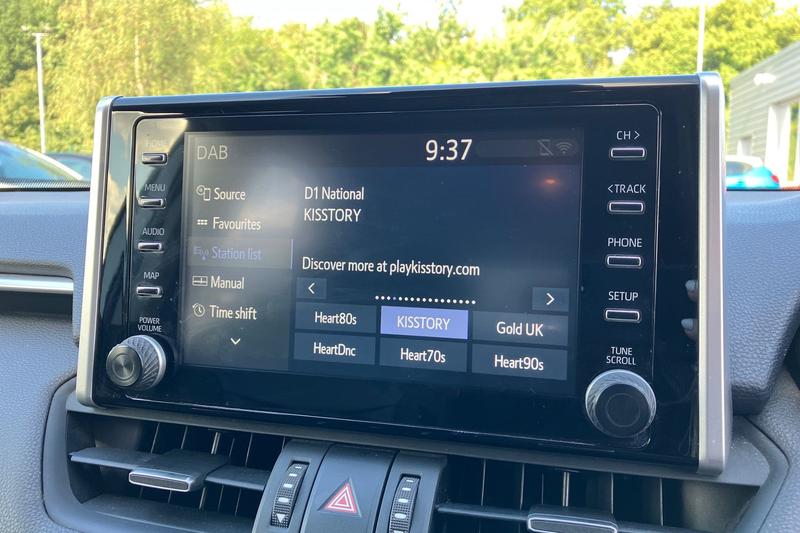 DAB
9:37
Source
Favourites
Station list
Manual
Time shift
D1 National
KISSTORY
Discover more at playkisstory.com
<
>
Heart80s
KISSTORY
Gold UK
HeartDnc
Heart70s
Heart90s
HOME
MENU
AUDIO
MAP
POWER
VOLUME
CH >
<TRACK
PHONE
SETUP
TUNE
SCROLL